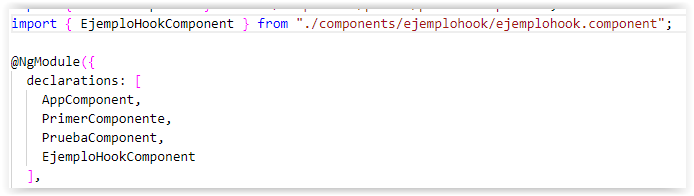 import { EjemploHookComponent } from "./components/ejemplohook/ejemplohook.component";
@NgModule({
declarations: [
AppComponent,
PrimerComponente,
PruebaComponent,
EjemploHookComponent
],